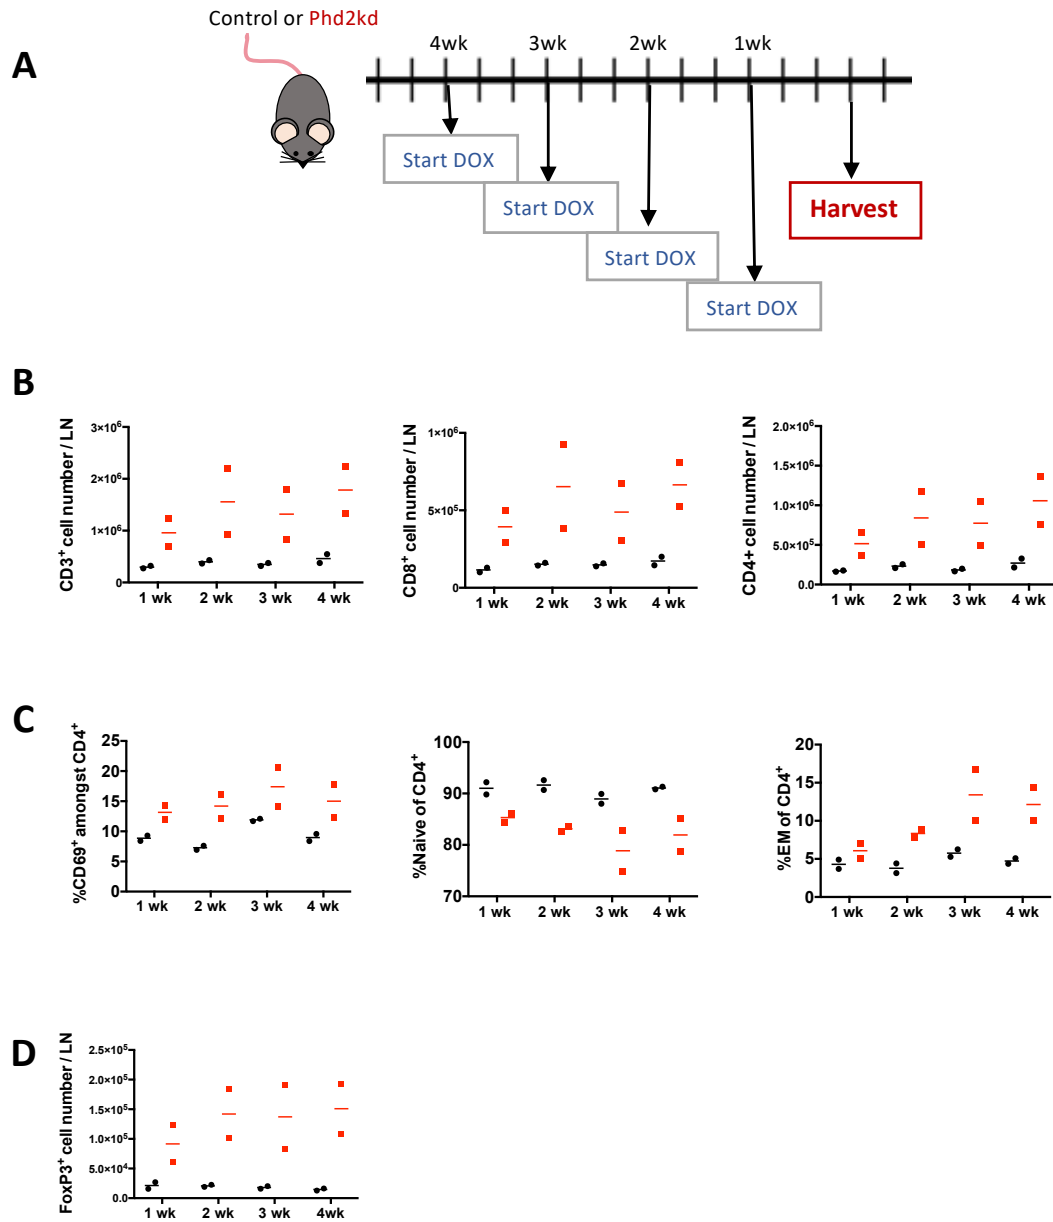 Control or Phd2kd
A
4wk 3wk 2wk 1wk
Start DOX
Start DOX
Harvest
Start DOX
Start DOX
B
CD3⁺ cell number / LN
3×10⁶
2×10⁶
1×10⁶
0
1 wk 2 wk 3 wk 4 wk
CD8⁺ cell number / LN
1×10⁶
5×10⁵
0
1 wk 2 wk 3 wk 4 wk
CD4+ cell number / LN
2.0×10⁶
1.5×10⁶
1.0×10⁶
5.0×10⁵
0.0
1 wk 2 wk 3 wk 4 wk
C
%CD69⁺ amongst CD4⁺
25
20
15
10
5
0
1 wk 2 wk 3 wk 4 wk
%Naive of CD4⁺
100
90
80
70
1 wk 2 wk 3 wk 4 wk
%EM of CD4⁺
20
15
10
5
0
1 wk 2 wk 3 wk 4 wk
D
FoxP3⁺ cell number / LN
2.5×10⁵
2.0×10⁵
1.5×10⁵
1.0×10⁵
5.0×10⁴
0.0
1 wk 2 wk 3 wk 4wk